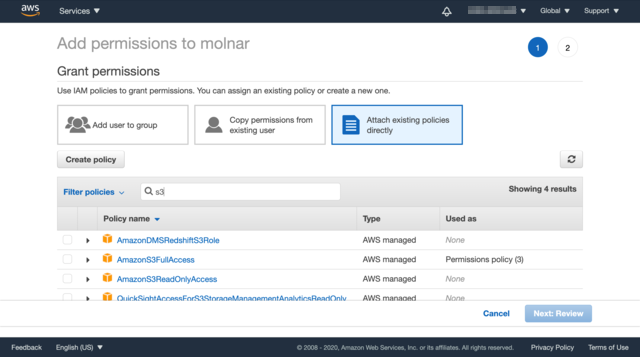 aws Services Global Support
Add permissions to molnar
1 2
Grant permissions
Use IAM policies to grant permissions. You can assign an existing policy or create a new one.
Add user to group
Copy permissions from
existing user
Attach existing policies
directly
Create policy
Filter policies s3 Showing 4 results
Policy name Type Used as
AmazonDMSRedshiftS3Role AWS managed None
AmazonS3FullAccess AWS managed Permissions policy (3)
AmazonS3ReadOnlyAccess AWS managed None
QuickSightAccessForS3StorageManagementAnalyticsReadOnly AWS managed None
Cancel Next: Review
Feedback English (US) © 2008 - 2020, Amazon Web Services, Inc. or its affiliates. All rights reserved. Privacy Policy Terms of Use